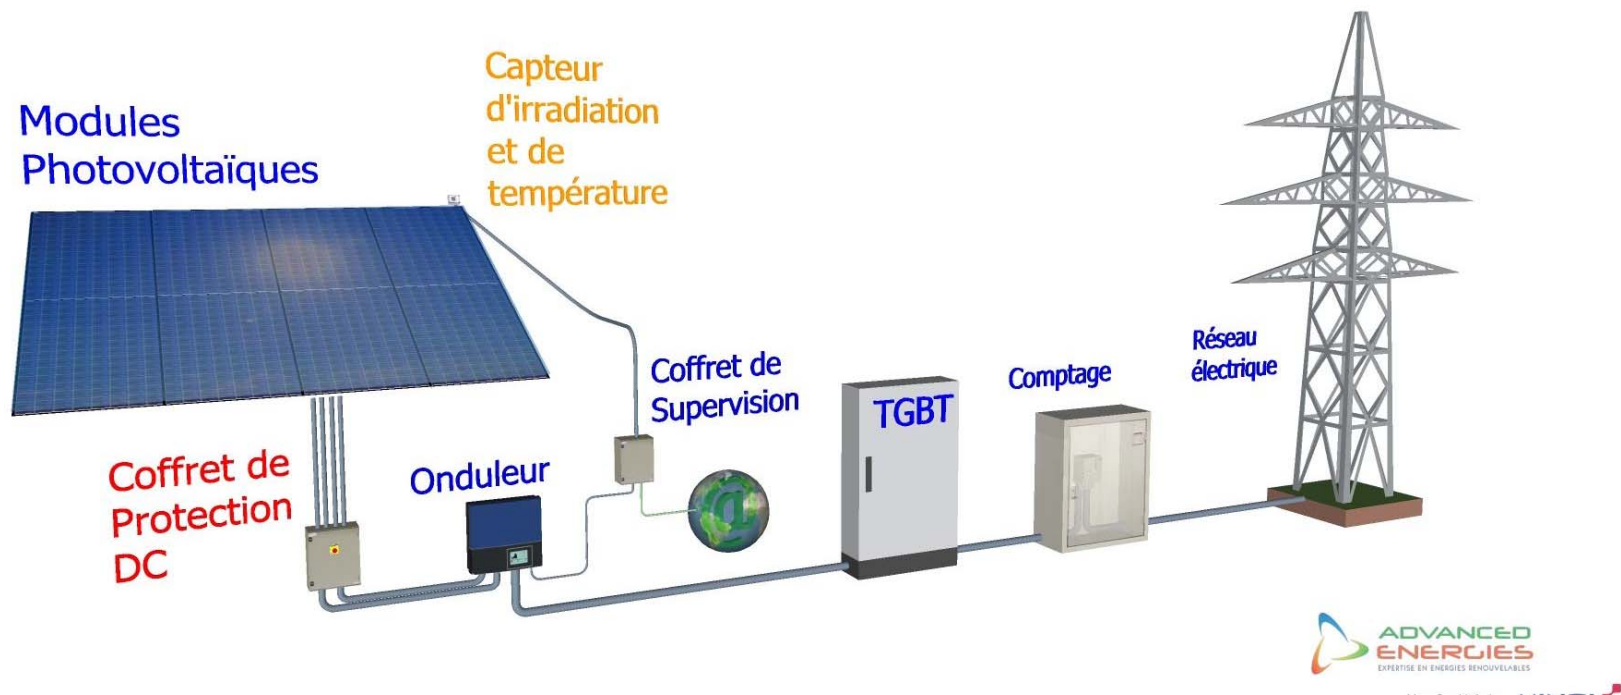 Capteur
d'irradiation
et de
température
Modules
Photovoltaïques
Réseau
électrique
Coffret de
Supervision
Comptage
TGBT
Onduleur
Coffret de
Protection
DC
ADVANCED
ENERGIES
EXPERTISE EN ENERGIES RENOUVELABLES